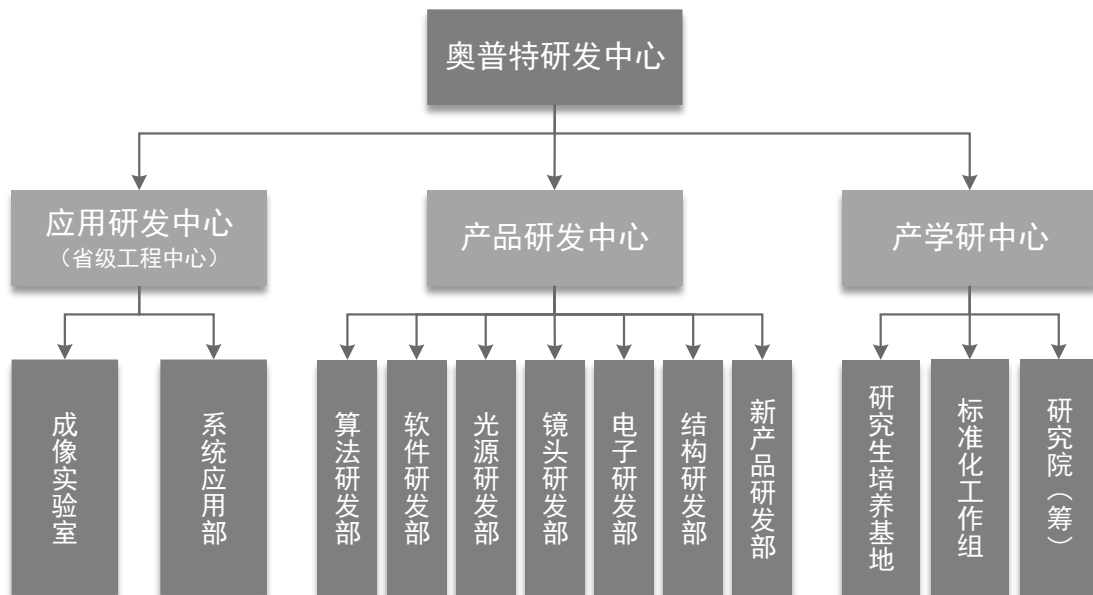 奥普特研发中心
应用研发中心
（省级工程中心）
产品研发中心
产学研中心
成像实验室
系统应用部
算法研发部
软件研发部
光源研发部
镜头研发部
电子研发部
结构研发部
新产品研发部
研究生培养基地
标准化工作组
研究院（筹）